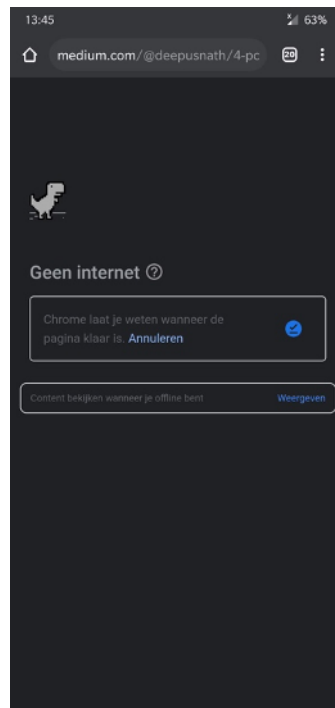 13:45 63%
medium.com/@deepusnath/4-pc 20
Geen internet ?
Chrome laat je weten wanneer de
pagina klaar is. Annuleren
Content bekijken wanneer je offline bent Weergeven